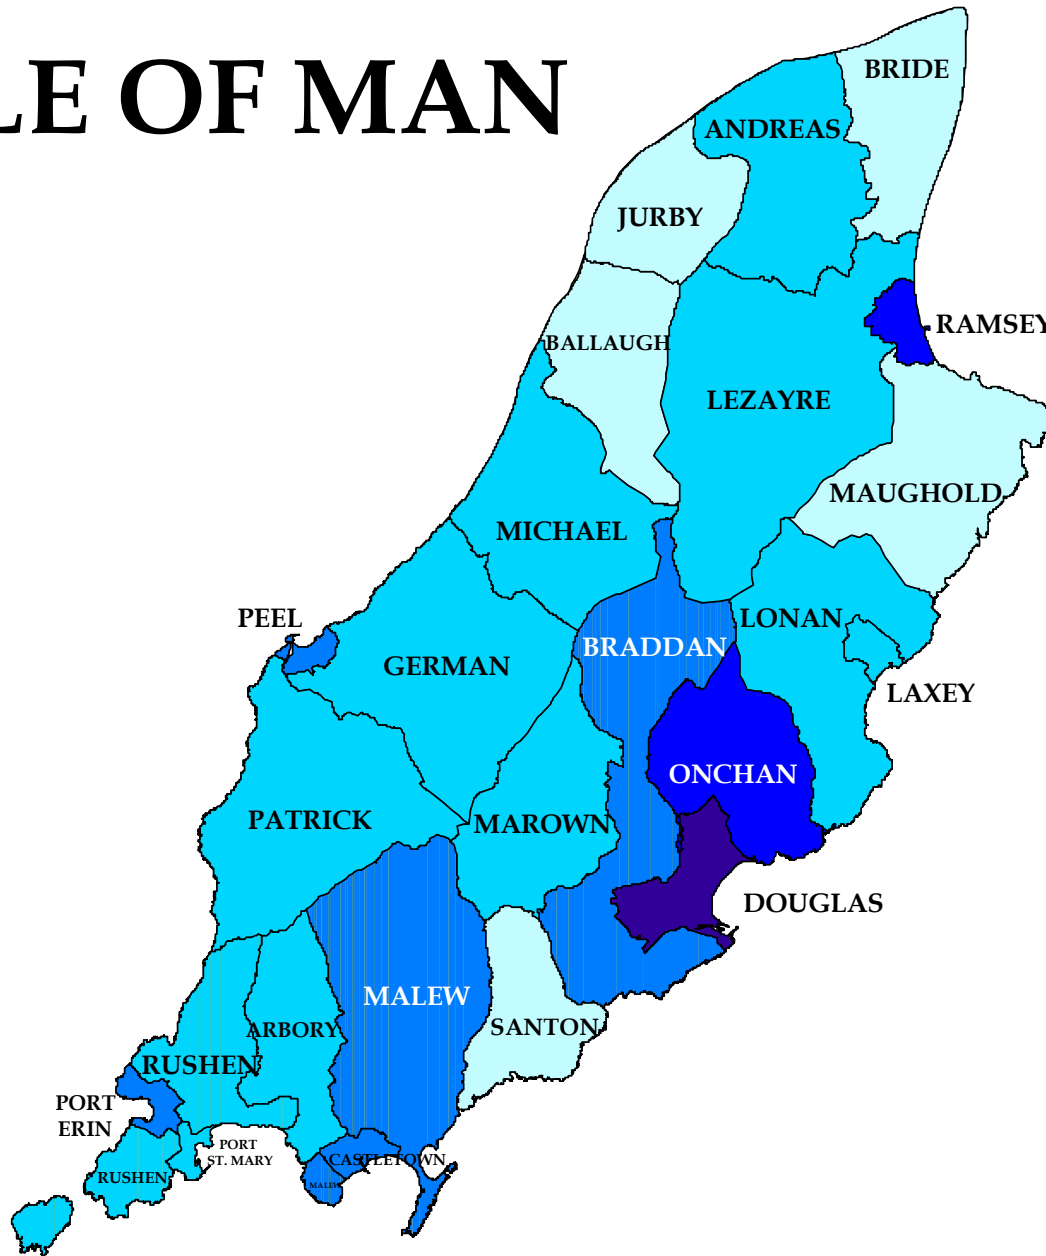 LE OF MAN
BRIDE
ANDREAS
JURBY
RAMSEY
BALLAUGH
LEZAYRE
MAUGHOLD
MICHAEL
PEEL
LONAN
BRADDAN
GERMAN
LAXEY
ONCHAN
PATRICK
MAROWN
DOUGLAS
MALEW
SANTON
ARBORY
RUSHEN
PORT
ERIN
PORT
ST. MARY
CASTLETOWN
RUSHEN
MALEW